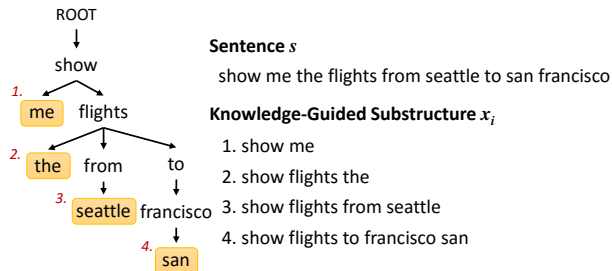 ROOT
show
1.
me flights
2.
the from to
3.
seattle francisco
4.
san
Sentence s
show me the flights from seattle to san francisco
Knowledge-Guided Substructure xi
1. show me
2. show flights the
3. show flights from seattle
4. show flights to francisco san